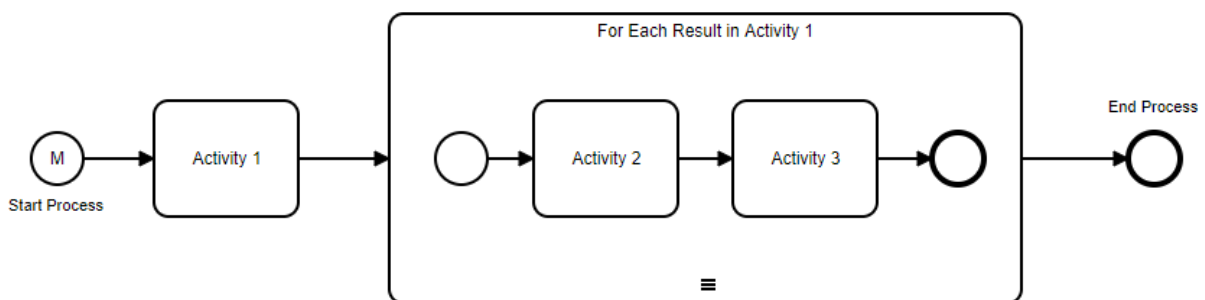 For Each Result in Activity 1
End Process
M
Activity 1
Activity 2
Activity 3
Start Process